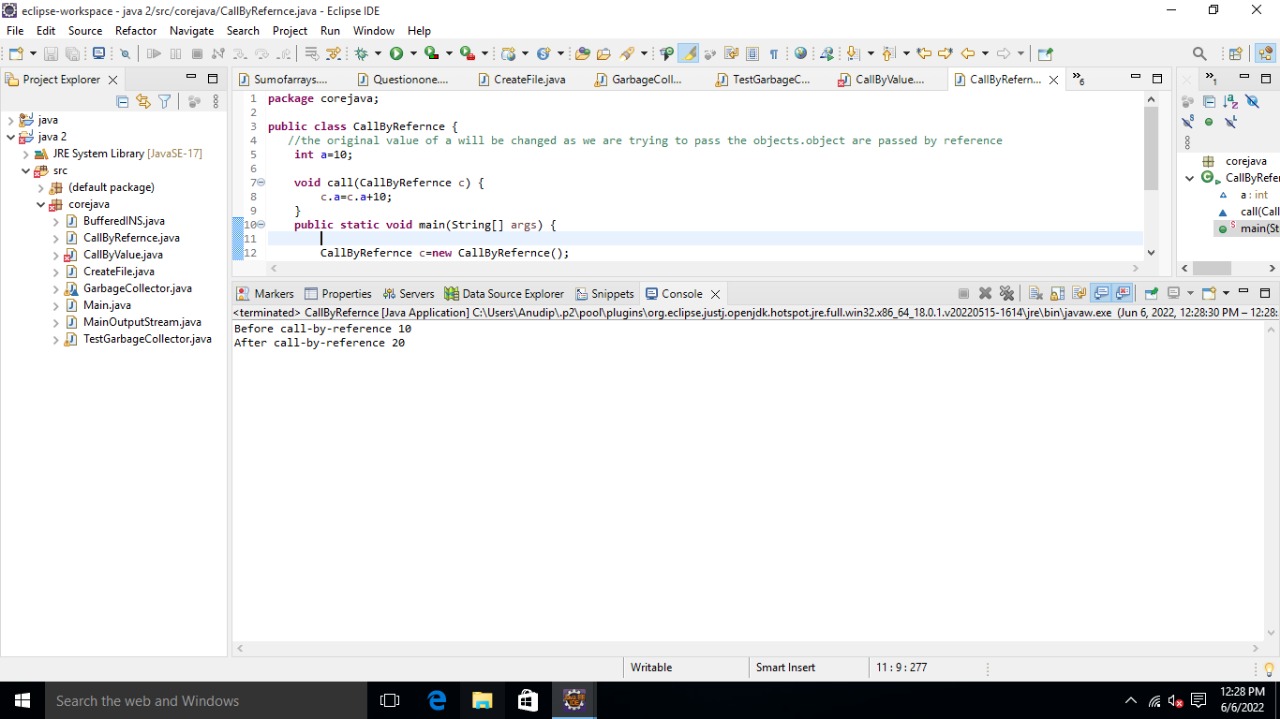 eclipse-workspace - java 2/src/corejava/CallByRefernce.java - Eclipse IDE
File Edit Source Refactor Navigate Search Project Run Window Help
Project Explorer
Sumofarrays....
Questionone....
CreateFile.java
GarbageColl...
TestGarbageC...
CallByValue....
CallByRefern...
»6
»1
java
java 2
JRE System Library [JavaSE-17]
src
(default package)
corejava
BufferedINS.java
CallByRefernce.java
CallByValue.java
CreateFile.java
GarbageCollector.java
Main.java
MainOutputStream.java
TestGarbageCollector.java
1 package corejava;
2
3 public class CallByRefernce {
4 //the original value of a will be changed as we are trying to pass the objects.object are passed by reference
5 int a=10;
6
7 void call(CallByRefernce c) {
8 c.a=c.a+10;
9 }
10 public static void main(String[] args) {
11
12 CallByRefernce c=new CallByRefernce();
corejava
CallByRefer
a : int
call(Cal
main(St
Markers Properties Servers Data Source Explorer Snippets Console
<terminated> CallByRefernce [Java Application] C:\Users\Anudip\.p2\pool\plugins\org.eclipse.justj.openjdk.hotspot.jre.full.win32.x86_64_18.0.1.v20220515-1614\jre\bin\javaw.exe (Jun 6, 2022, 12:28:30 PM – 12:28:
Before call-by-reference 10
After call-by-reference 20
Writable Smart Insert 11 : 9 : 277
Search the web and Windows
12:28 PM
6/6/2022